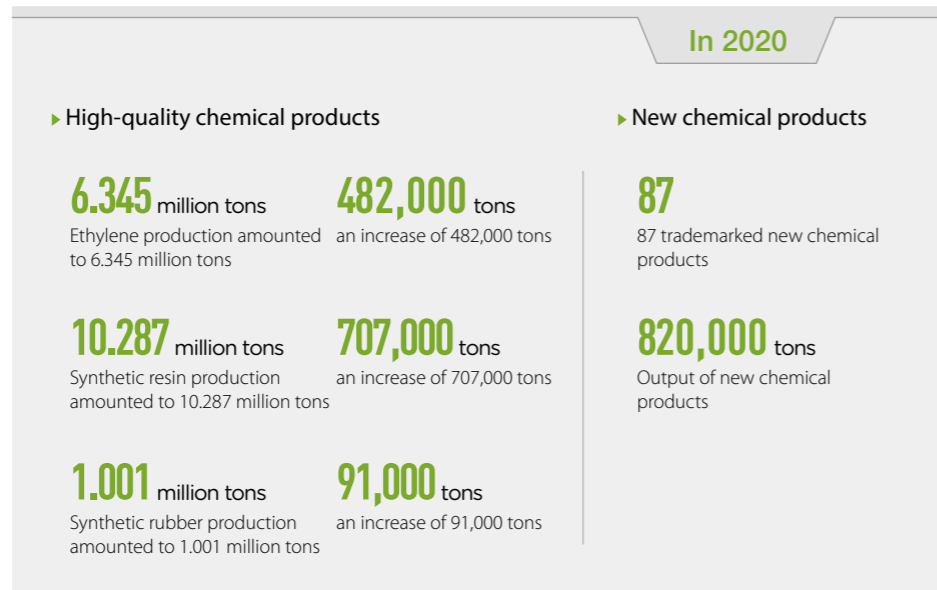 In 2020
High-quality chemical products
6.345 million tons
Ethylene production amounted
to 6.345 million tons
482,000 tons
an increase of 482,000 tons
10.287 million tons
Synthetic resin production
amounted to 10.287 million tons
707,000 tons
an increase of 707,000 tons
1.001 million tons
Synthetic rubber production
amounted to 1.001 million tons
91,000 tons
an increase of 91,000 tons
New chemical products
87
87 trademarked new chemical
products
820,000 tons
Output of new chemical
products